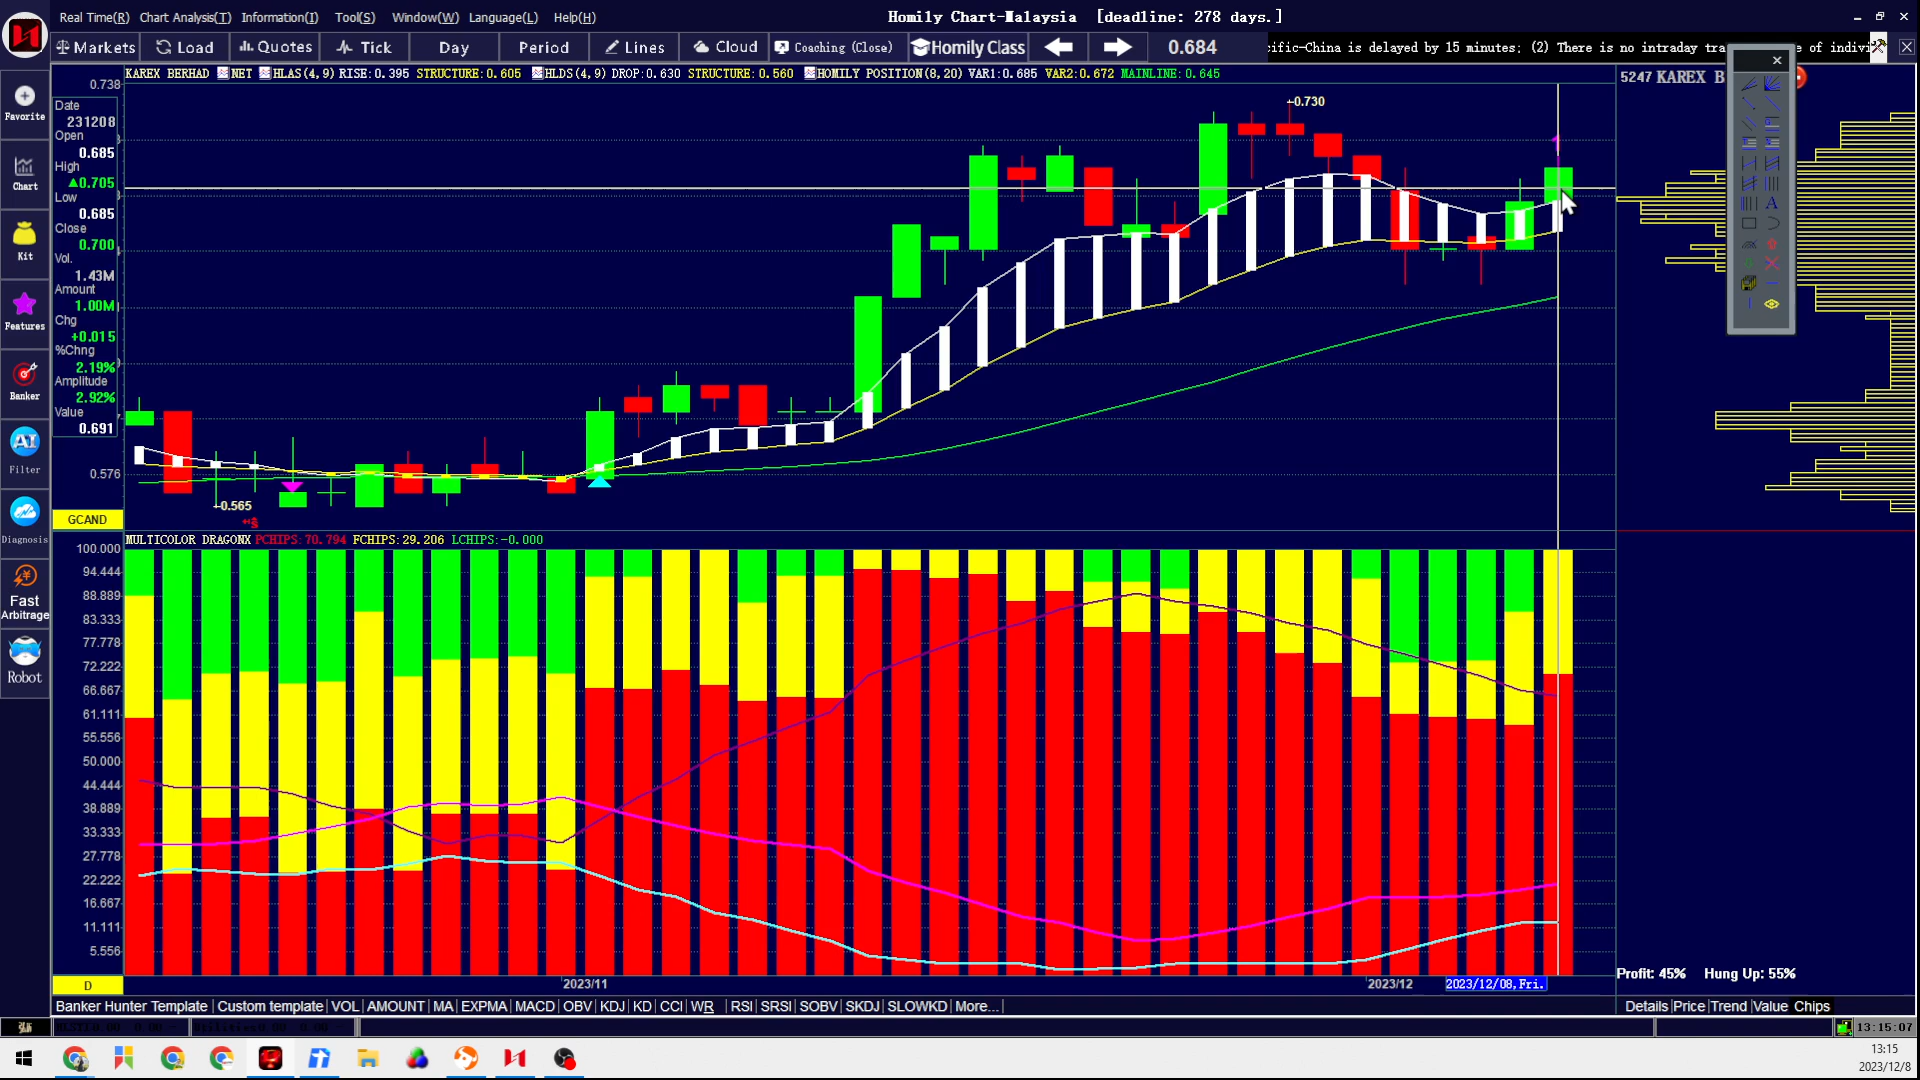 Real Time(R) Chart Analysis(T) Information(I) Tool(S) Window(W) Language(L) Help(H) Homily Chart-Malaysia [deadline: 278 days.]
Markets Load Quotes Tick Day Period Lines Cloud Coaching (Close) Homily Class 0.684 ific-China is delayed by 15 minutes; (2) There is no intraday tra e of indivi
KAREX BERHAD NET HLAS(4,9) RISE:0.395 STRUCTURE:0.605 HLDS(4,9) DROP:0.630 STRUCTURE:0.560 HOMILY POSITION(8,20) VAR1:0.685 VAR2:0.672 MAINLINE:0.645
5247 KAREX B
0.738
0.730
Date
231208
Open
0.685
High
▲0.705
Low
0.685
Close
0.700
Vol.
1.43M
Amount
1.00M
Chg
+0.015
%Chng
2.19%
Amplitude
2.92%
Value
0.691
0.576
0.565
GCAND
Favorite
Chart
Kit
Features
Banker
AI
Filter
Diagnosis
Fast
Arbitrage
Robot
A
MULTICOLOR DRAGONX PCHIPS:70.794 FCHIPS:29.206 LCHIPS:-0.000
100.000
94.444
88.889
83.333
77.778
72.222
66.667
61.111
55.556
50.000
44.444
38.889
33.333
27.778
22.222
16.667
11.111
5.556
D
2023/11
2023/12
2023/12/08,Fri.
Profit: 45% Hung Up: 55%
Banker Hunter Template Custom template VOL AMOUNT MA EXPMA MACD OBV KDJ KD CCI WR RSI SRSI SOBV SKDJ SLOWKD More...
Details Price Trend Value Chips
13:15:07
13:15
2023/12/8